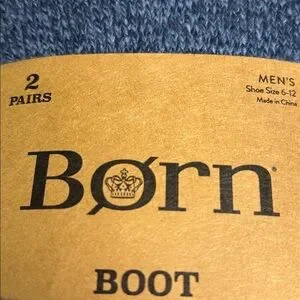 2
PAIRS
MEN'S
Shoe Size 6-12
Made in China
Børn®
BOOT